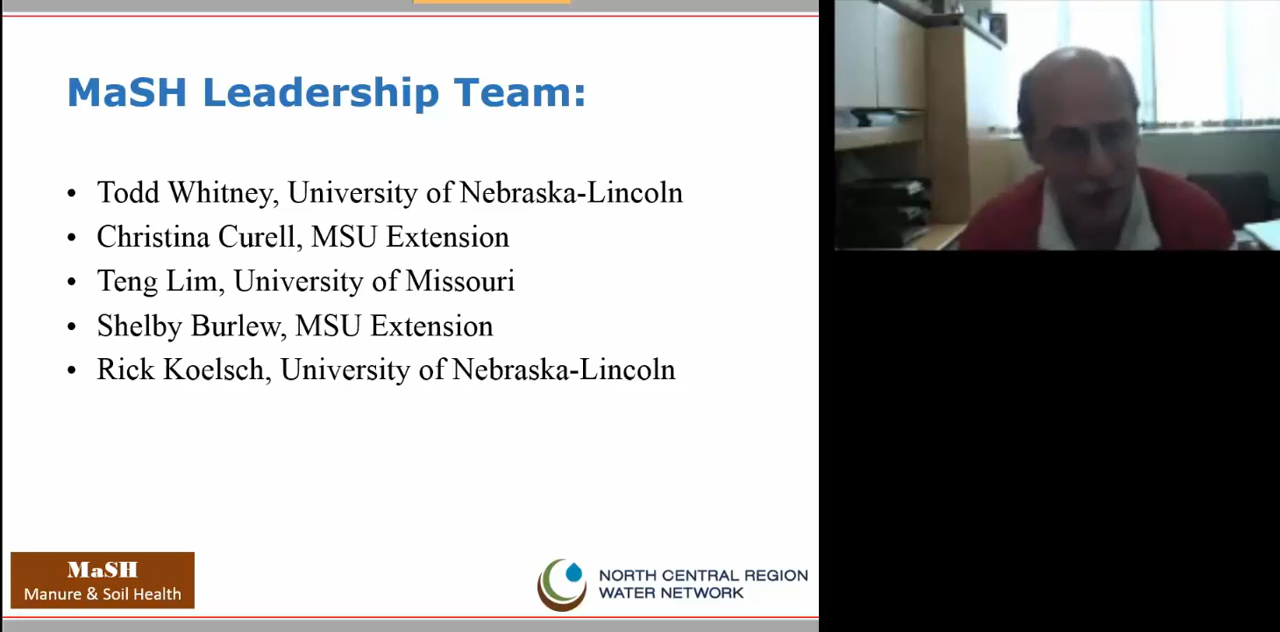 MaSH Leadership Team:
• Todd Whitney, University of Nebraska-Lincoln
• Christina Curell, MSU Extension
• Teng Lim, University of Missouri
• Shelby Burlew, MSU Extension
• Rick Koelsch, University of Nebraska-Lincoln
MaSH
Manure & Soil Health
NORTH CENTRAL REGION
WATER NETWORK